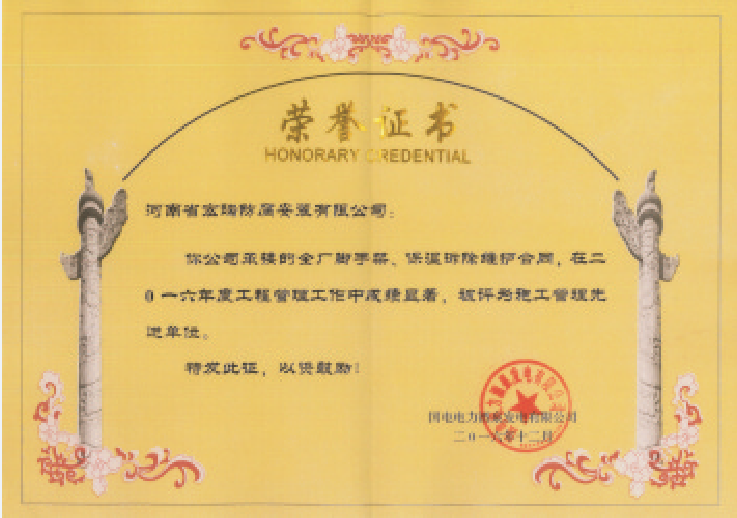 荣誉证书
HONORARY CREDENTIAL
河南省宏瑞防腐安装有限公司：
你公司承接的全厂脚手架、保温拆除维护合同，在二
0一六年度工程管理工作中成绩显著，被评为施工管理先
进单位。
特发此证，以资鼓励！
国电电力 发电有限公司
二0一六年十二月